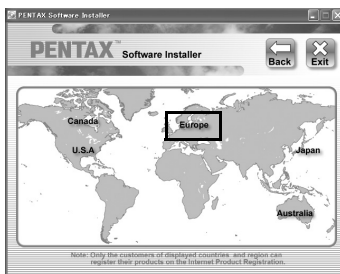 PENTAX Software Installer
PENTAX™ Software Installer
Back
Exit
Canada
Europe
U.S.A
Japan
Australia
Note: Only the customers of displayed countries and region can
register their products on the Internet Product Registration.